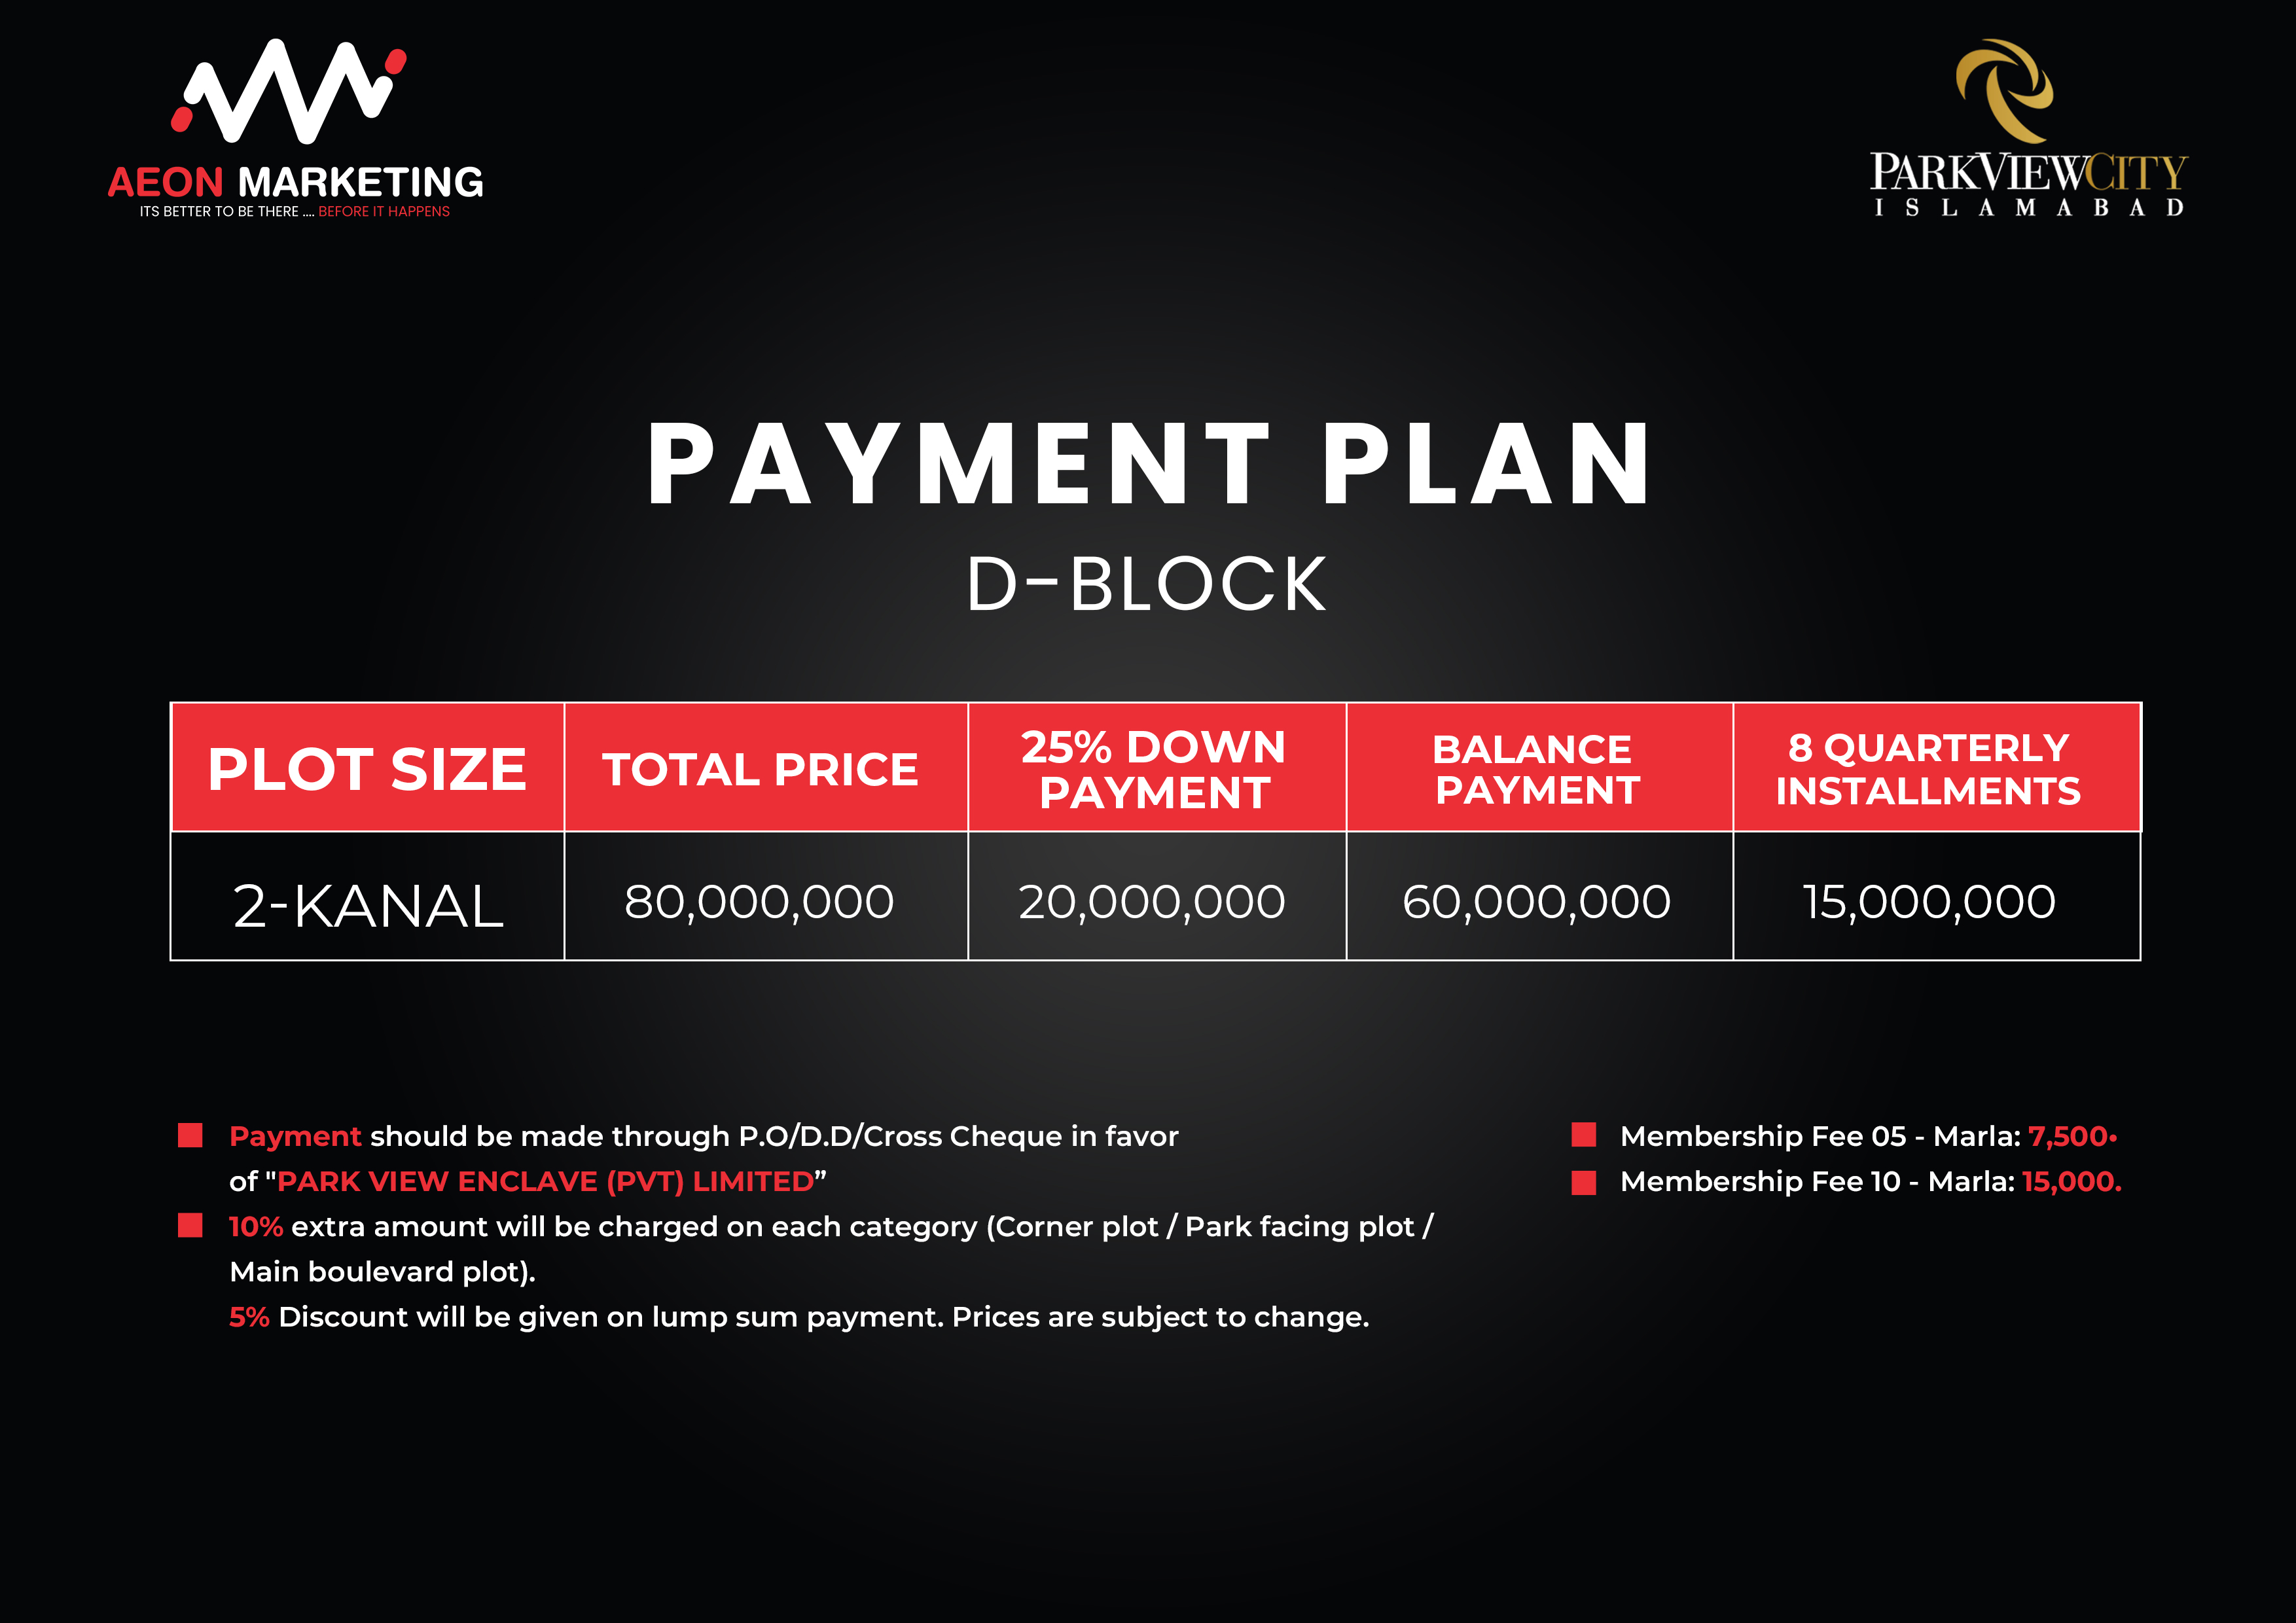 AEON MARKETING
ITS BETTER TO BE THERE .... BEFORE IT HAPPENS
PARKVIEWCITY
ISLAMABAD
PAYMENT PLAN
D-BLOCK
PLOT SIZE
TOTAL PRICE
25% DOWN
PAYMENT
BALANCE
PAYMENT
8 QUARTERLY
INSTALLMENTS
2-KANAL
80,000,000
20,000,000
60,000,000
15,000,000
Payment should be made through P.O/D.D/Cross Cheque in favor
of "PARK VIEW ENCLAVE (PVT) LIMITED”
10% extra amount will be charged on each category (Corner plot / Park facing plot /
Main boulevard plot).
5% Discount will be given on lump sum payment. Prices are subject to change.
Membership Fee 05 - Marla: 7,500•
Membership Fee 10 - Marla: 15,000.